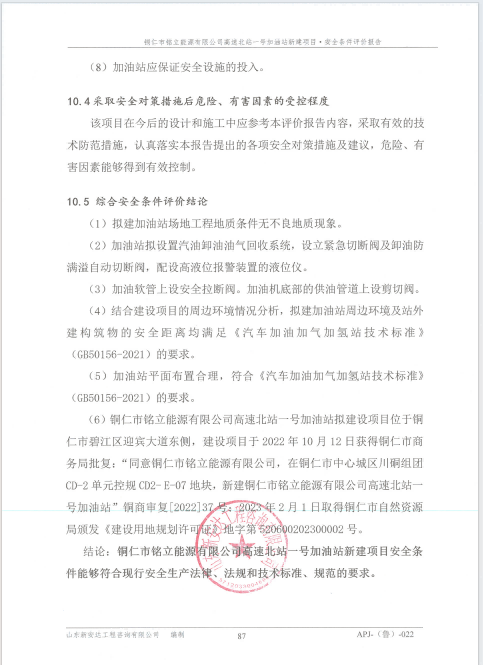 铜仁市铭立能源有限公司高速北站一号加油站新建项目·安全条件评价报告
（8）加油站应保证安全设施的投入。
10.4 采取安全对策措施后危险、有害因素的受控程度
该项目在今后的设计和施工中应参考本评价报告内容，采取有效的技
术防范措施，认真落实本报告提出的各项安全对策措施及建议，危险、有
害因素能够得到有效控制。
10.5 综合安全条件评价结论
（1）拟建加油站场地工程地质条件无不良地质现象。
（2）加油站拟设置汽油卸油油气回收系统，设立紧急切断阀及卸油防
满溢自动切断阀，配设高液位报警装置的液位仪。
（3）加油软管上设安全拉断阀。加油机底部的供油管道上设剪切阀。
（4）结合建设项目的周边环境情况分析，拟建加油站周边环境及站外
建构筑物的安全距离均满足《汽车加油加气加氢站技术标准》
（GB50156-2021）的要求。
（5）加油站平面布置合理，符合《汽车加油加气加氢站技术标准》
（GB50156-2021）的要求。
（6）铜仁市铭立能源有限公司高速北站一号加油站拟建设项目位于铜
仁市碧江区迎宾大道东侧，建设项目于 2022 年 10 月 12 日获得铜仁市商
务局批复：“同意铜仁市铭立能源有限公司，在铜仁市中心城区川硐组团
CD-2 单元控规 CD2-E-07 地块，新建铜仁市铭立能源有限公司高速北站一
号加油站”铜商审复[2022]37 号；2023 年 2 月 1 日取得铜仁市自然资源
局颁发《建设用地规划许可证》地字第 520600202300002 号。
结论：铜仁市铭立能源有限公司高速北站一号加油站新建项目安全条
件能够符合现行安全生产法律、法规和技术标准、规范的要求。
山东新安达工程咨询有限公司 编制
87
APJ-（鲁）-022